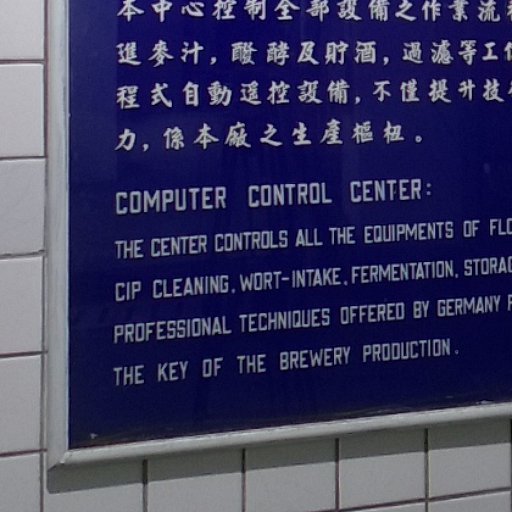 本中心控制全部設備之作業流
進麥汁，酸酵及貯酒，過濾等工
程式自動遥控設備，不僅提升技
力，係本廠之生產樞杻。
COMPUTER CONTROL CENTER:
THE CENTER CONTROLS ALL THE EQUIPMENTS OF FLO
CIP CLEANING, WORT-INTAKE, FERMENTATION, STORAG
PROFESSIONAL TECHNIQUES OFFERED BY GERMANY
THE KEY OF THE BREWERY PRODUCTION.